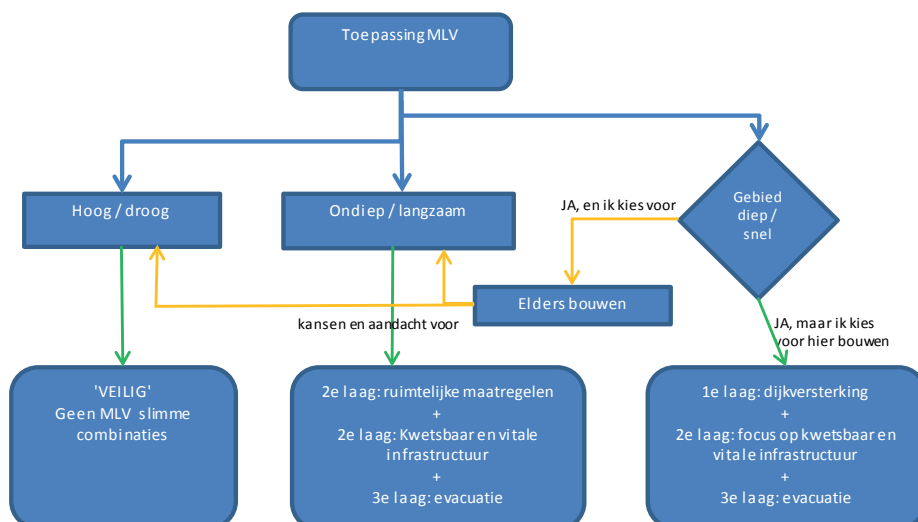 Toepassing MLV
Hoog / droog
Ondiep / langzaam
JA, en ik kies voor
Gebied
diep /
snel
Elders bouwen
kansen en aandacht voor
JA, maar ik kies
voor hier bouwen
'VEILIG'
Geen MLV slimme
combinaties
2e laag: ruimtelijke maatregelen
+
2e laag: Kwetsbaar en vitale
infrastructuur
+
3e laag: evacuatie
1e laag: dijkversterking
+
2e laag: focus op kwetsbaar en
vitale infrastructuur
+
3e laag: evacuatie